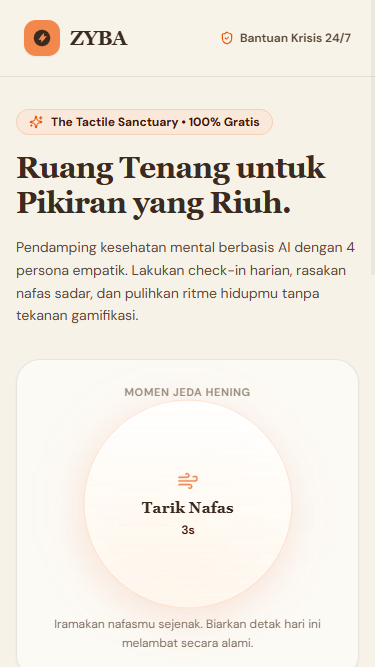 ZYBA
Bantuan Krisis 24/7
The Tactile Sanctuary • 100% Gratis
Ruang Tenang untuk
Pikiran yang Riuh.
Pendamping kesehatan mental berbasis AI dengan 4
persona empatik. Lakukan check-in harian, rasakan
nafas sadar, dan pulihkan ritme hidupmu tanpa
tekanan gamifikasi.
MOMEN JEDA HENING
Tarik Nafas
3s
Iramakan nafasmu sejenak. Biarkan detak hari ini
melambat secara alami.